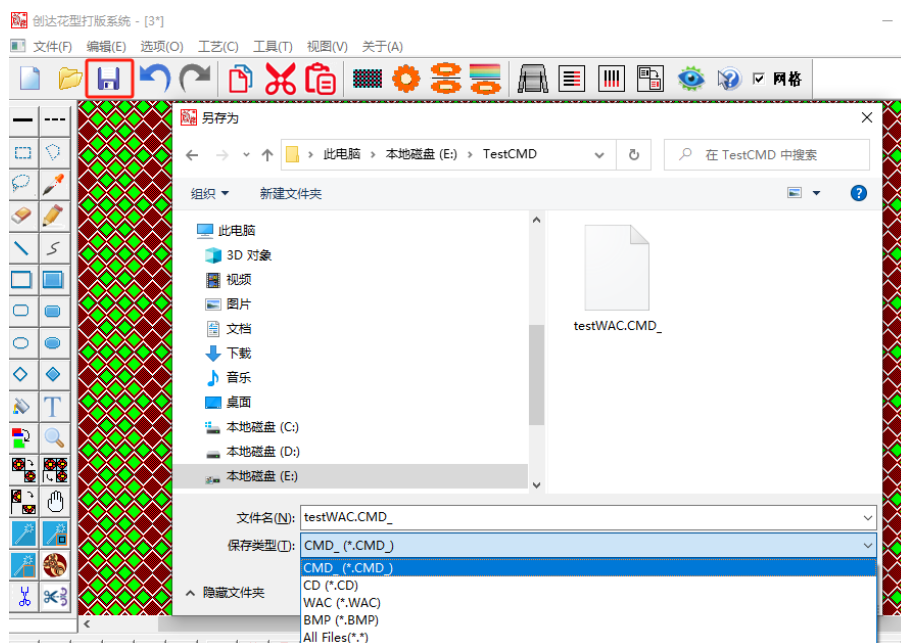 创达花型打版系统 - [3*]
文件(F) 编辑(E) 选项(O) 工艺(C) 工具(T) 视图(V) 关于(A)
网格
另存为
此电脑 › 本地磁盘 (E:) › TestCMD
在 TestCMD 中搜索
组织 新建文件夹
此电脑
3D 对象
视频
图片
文档
下载
音乐
桌面
本地磁盘 (C:)
本地磁盘 (D:)
本地磁盘 (E:)
testWAC.CMD_
文件名(N): testWAC.CMD_
保存类型(T): CMD_ (*.CMD_)
CMD_ (*.CMD_)
CD (*.CD)
WAC (*.WAC)
BMP (*.BMP)
All Files(*.*)
隐藏文件夹
T